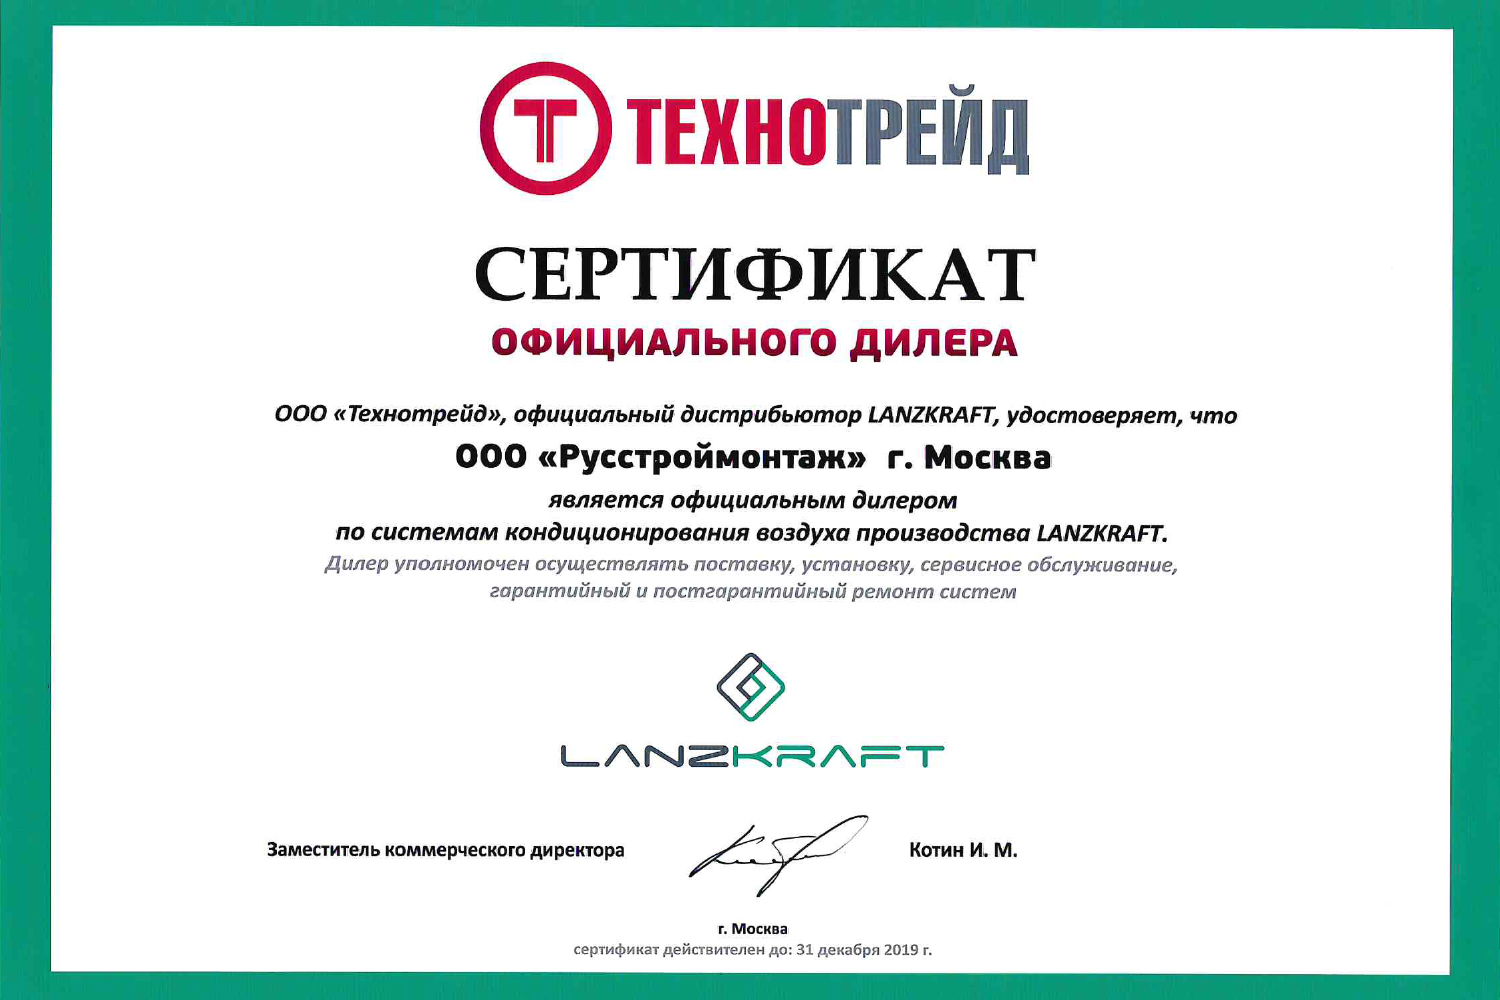 ТЕХНОТРЕЙД
СЕРТИФИКАТ
ОФИЦИАЛЬНОГО ДИЛЕРА
ООО «Технотрейд», официальный дистрибьютор LANZKRAFT, удостоверяет, что
ООО «Русстроймонтаж» г. Москва
является официальным дилером
по системам кондиционирования воздуха производства LANZKRAFT.
Дилер уполномочен осуществлять поставку, установку, сервисное обслуживание,
гарантийный и постгарантийный ремонт систем
LANZKRAFT
Заместитель коммерческого директора Котин И. М.
г. Москва
сертификат действителен до: 31 декабря 2019 г.